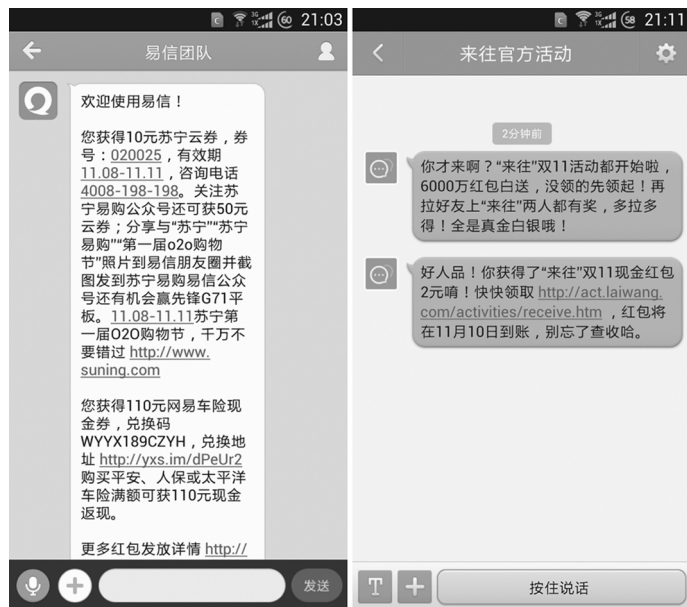 21:03
60
3G
1X
易信团队
欢迎使用易信！
您获得10元苏宁云券，券
号：020025，有效期
11.08-11.11，咨询电话
4008-198-198。关注苏
宁易购公众号还可获50元
云券；分享与“苏宁”“苏宁
易购”“第一届o2o购物
节”照片到易信朋友圈并截
图发到苏宁易购易信公众
号还有机会赢先锋G71平
板。11.08-11.11苏宁第
一届O2O购物节，千万不
要错过 http://www.
suning.com
您获得110元网易车险现
金券，兑换码
WYYX189CZYH，兑换地
址 http://yxs.im/dPeUr2
购买平安、人保或太平洋
车险满额可获110元现金
返现。
更多红包发放详情 http://
发送
C
3G
1X
58
21:11
来往官方活动
2分钟前
你才来啊？“来往”双11活动都开始啦，
6000万红包白送，没领的先领起！再
拉好友上“来往”两人都有奖，多拉多
得！全是真金白银哦！
好人品！你获得了“来往”双11现金红包
2元唷！快快领取 http://act.laiwang.
com/activities/receive.htm ，红包将
在11月10日到账，别忘了查收哈。
T
按住说话